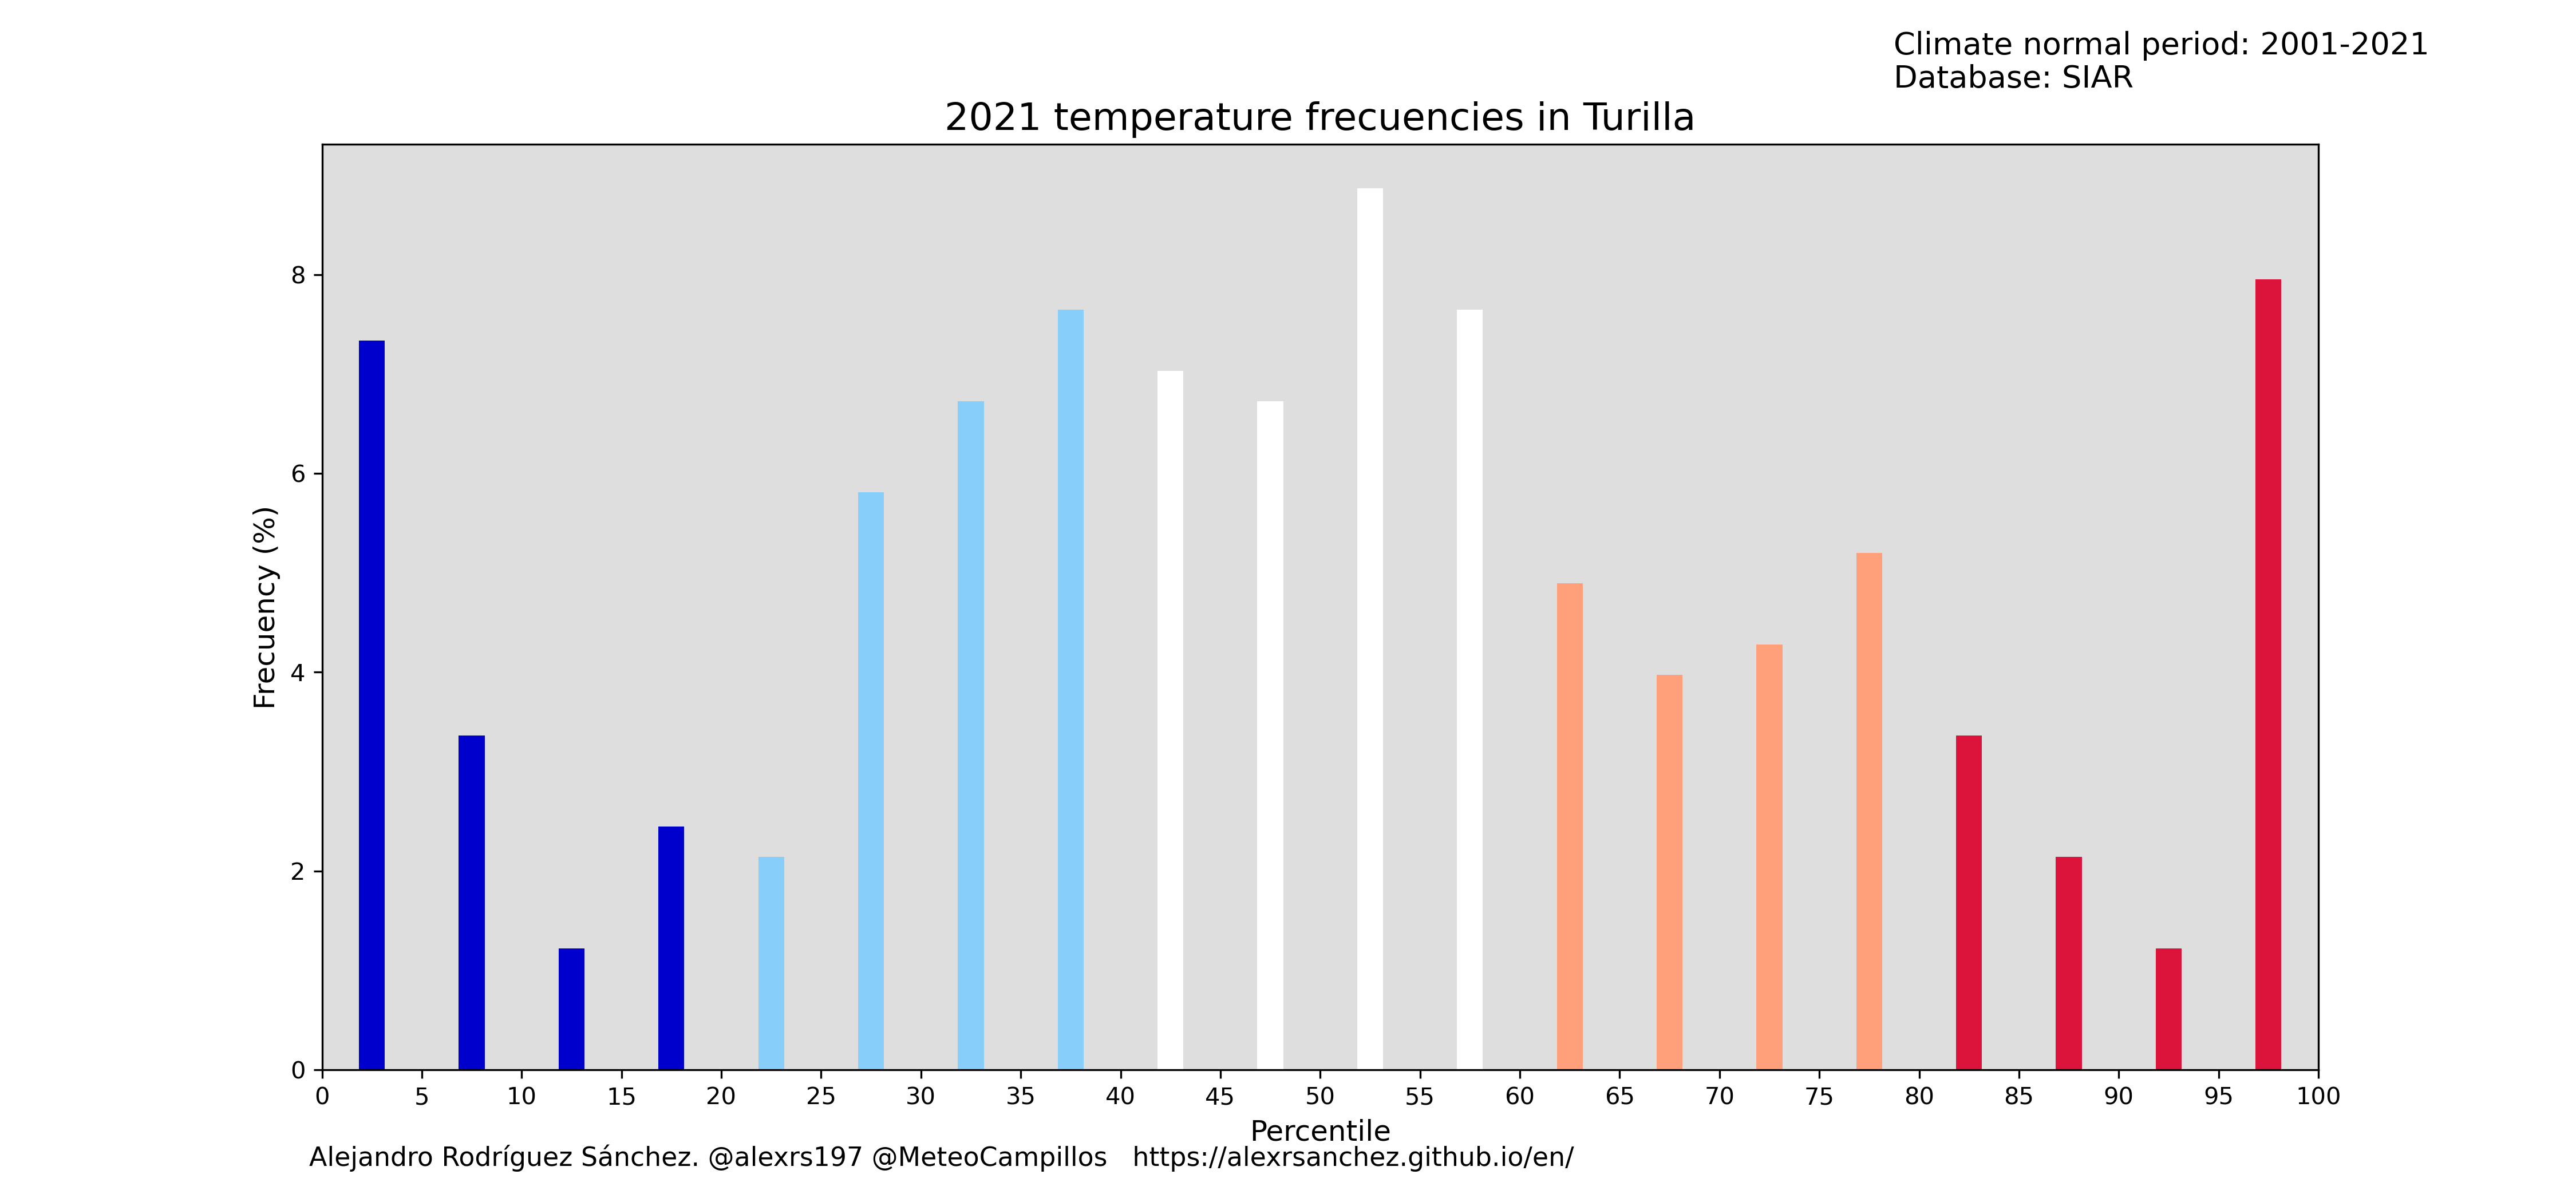 Climate normal period: 2001-2021
Database: SIAR
2021 temperature frecuencies in Turilla
Frecuency (%)
8
6
4
2
0
0 5 10 15 20 25 30 35 40 45 50 55 60 65 70 75 80 85 90 95 100
Percentile
Alejandro Rodríguez Sánchez. @alexrs197 @MeteoCampillos https://alexrsanchez.github.io/en/